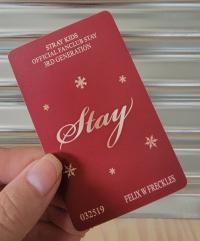 STRAY KIDS
OFFICIAL FANCLUB STAY
3RD GENERATION
Stay
FELIX W FRECKLES
032519